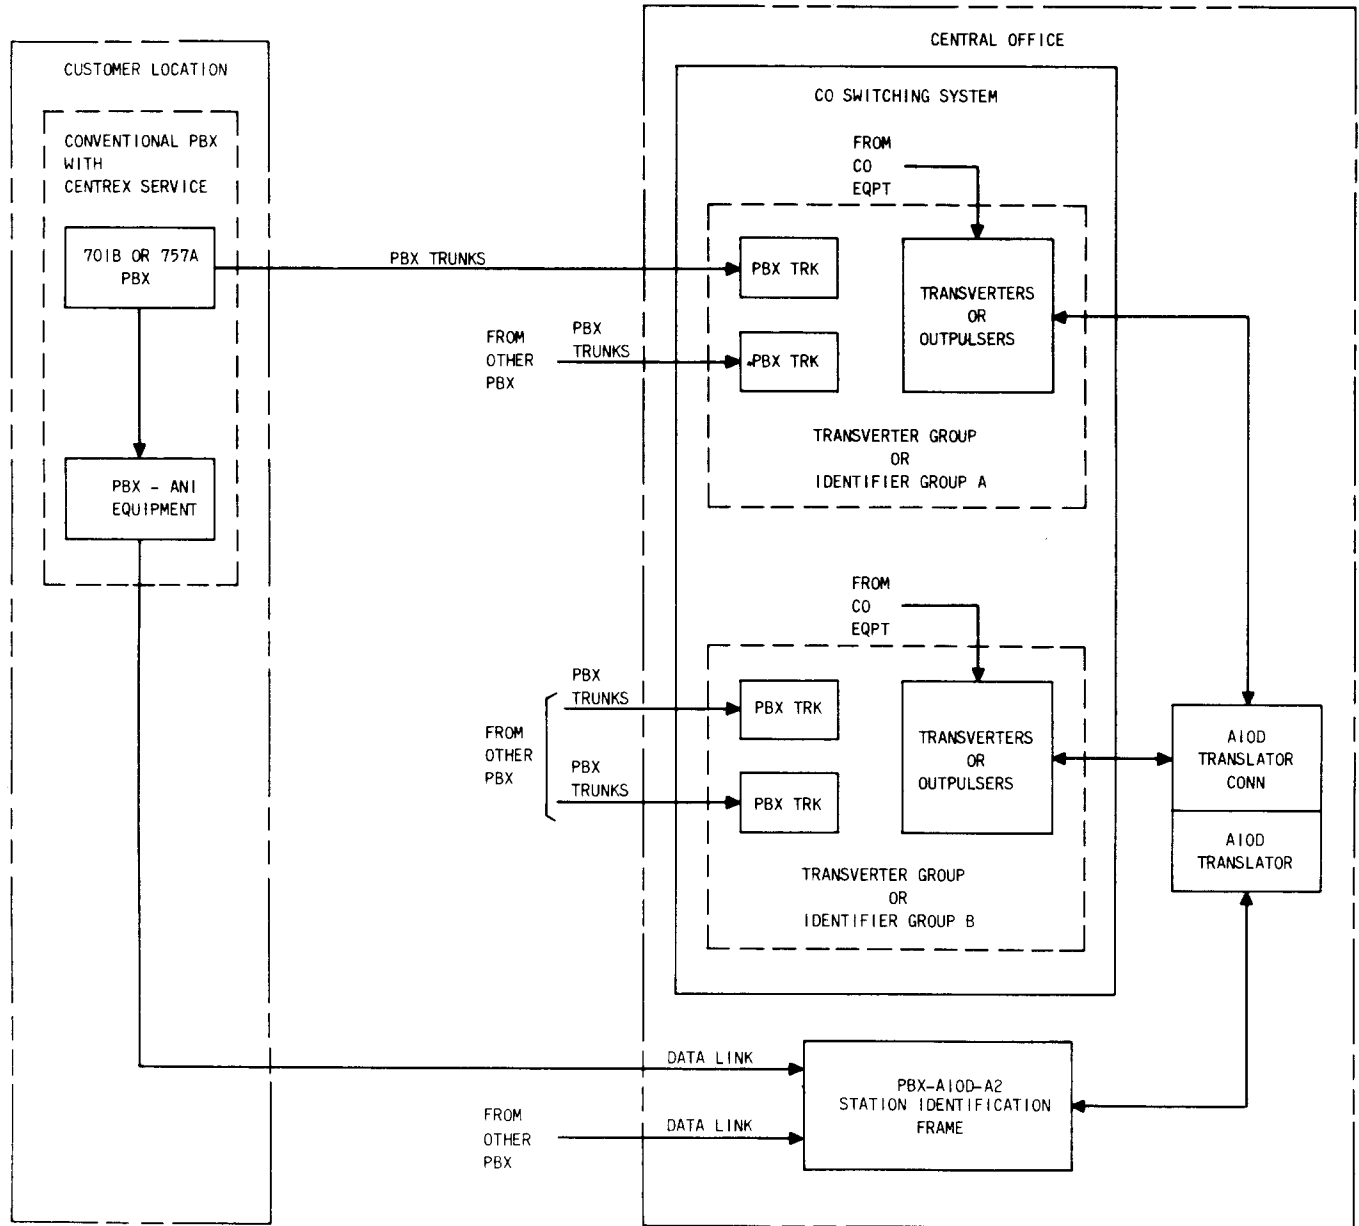 CENTRAL OFFICE
CUSTOMER LOCATION
CO SWITCHING SYSTEM
CONVENTIONAL PBX
WITH
CENTREX SERVICE
FROM
CO
EQPT
701B OR 757A
PBX
PBX TRUNKS
PBX TRK
TRANSVERTERS
OR
OUTPULSERS
FROM
OTHER
PBX
PBX
TRUNKS
PBX TRK
TRANSVERTER GROUP
OR
IDENTIFIER GROUP A
PBX - ANI
EQUIPMENT
FROM
CO
EQPT
FROM
OTHER
PBX
PBX
TRUNKS
PBX TRK
PBX
TRUNKS
PBX TRK
TRANSVERTERS
OR
OUTPULSERS
AIOD
TRANSLATOR
CONN
AIOD
TRANSLATOR
TRANSVERTER GROUP
OR
IDENTIFIER GROUP B
DATA LINK
PBX-AIOD-A2
STATION IDENTIFICATION
FRAME
FROM
OTHER
PBX
DATA LINK